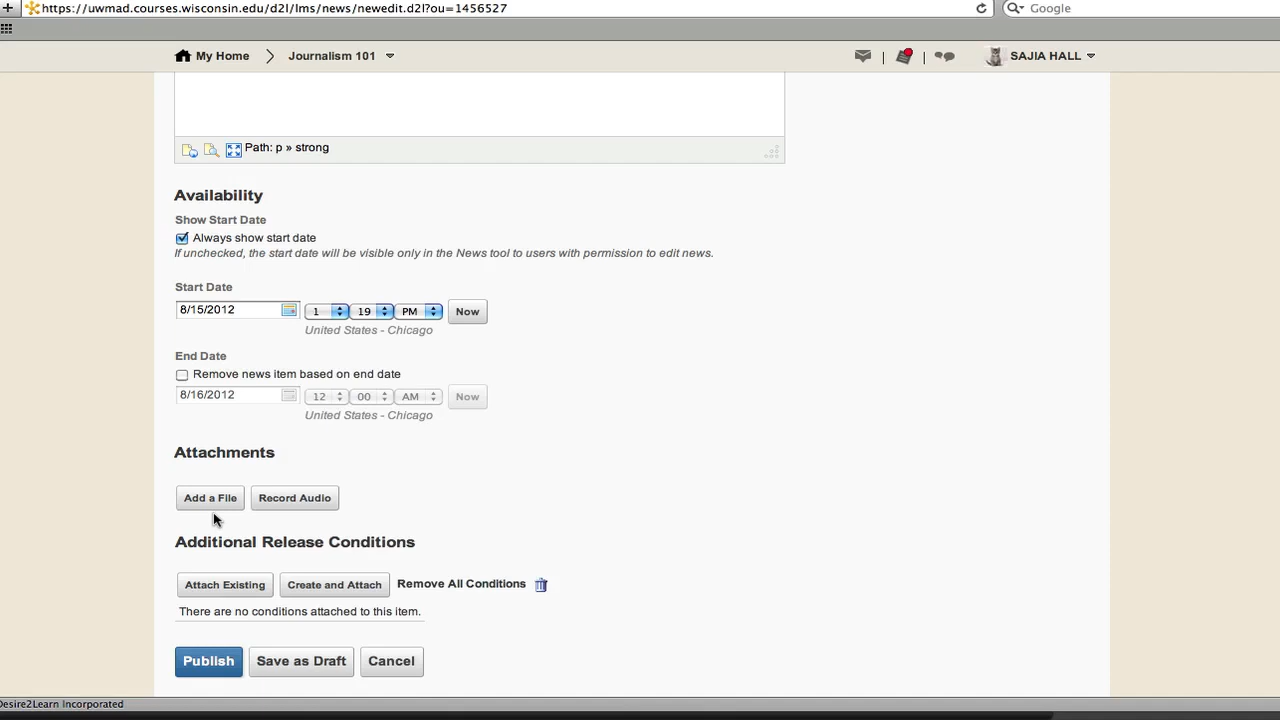 https://uwmad.courses.wisconsin.edu/d2l/lms/news/newedit.d2l?ou=1456527
Google
My Home
Journalism 101
SAJIA HALL
Path: p » strong
Availability
Show Start Date
Always show start date
If unchecked, the start date will be visible only in the News tool to users with permission to edit news.
Start Date
8/15/2012 1 19 PM Now
United States - Chicago
End Date
Remove news item based on end date
8/16/2012 12 00 AM Now
United States - Chicago
Attachments
Add a File Record Audio
Additional Release Conditions
Attach Existing Create and Attach Remove All Conditions
There are no conditions attached to this item.
Publish Save as Draft Cancel
Desire2Learn Incorporated